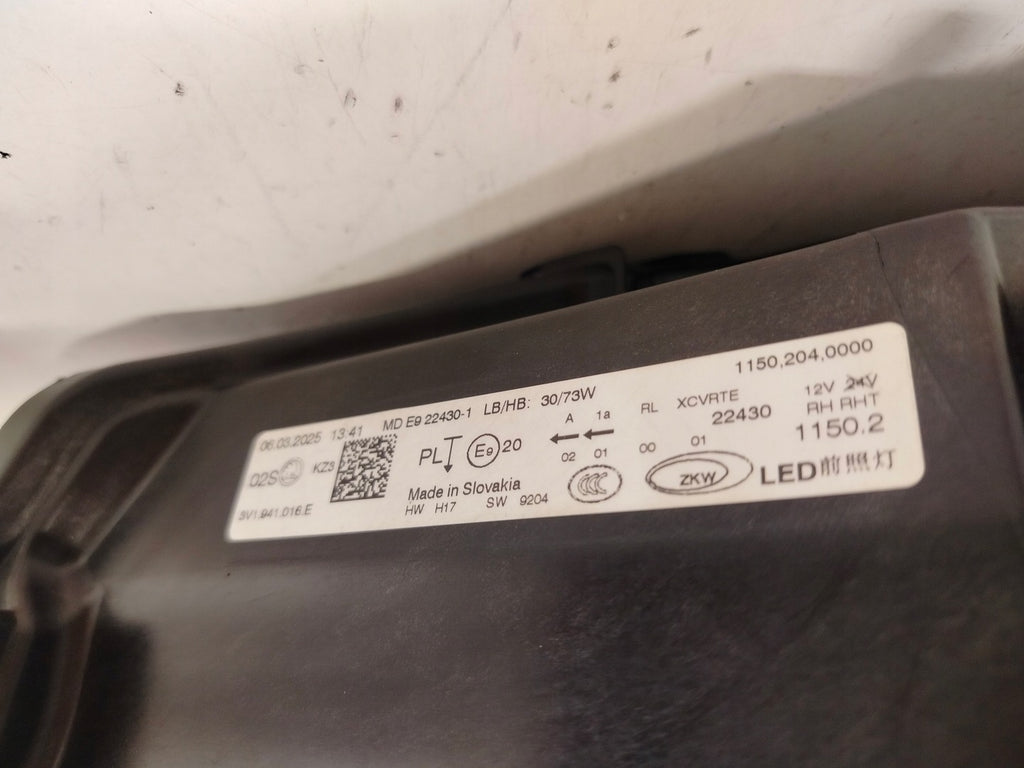 1150,204,0000
06.03.2025 13:41 MD E9 22430-1 LB/HB: 30/73W
A 1a RL XCVRTE 12V 24V
22430 RH RHT
02S KZ3 PL E9 20
02 01 00 01 1150.2
Made in Slovakia CCC ZKW LED前照灯
3V1.941.016.E HW H17 SW 9204